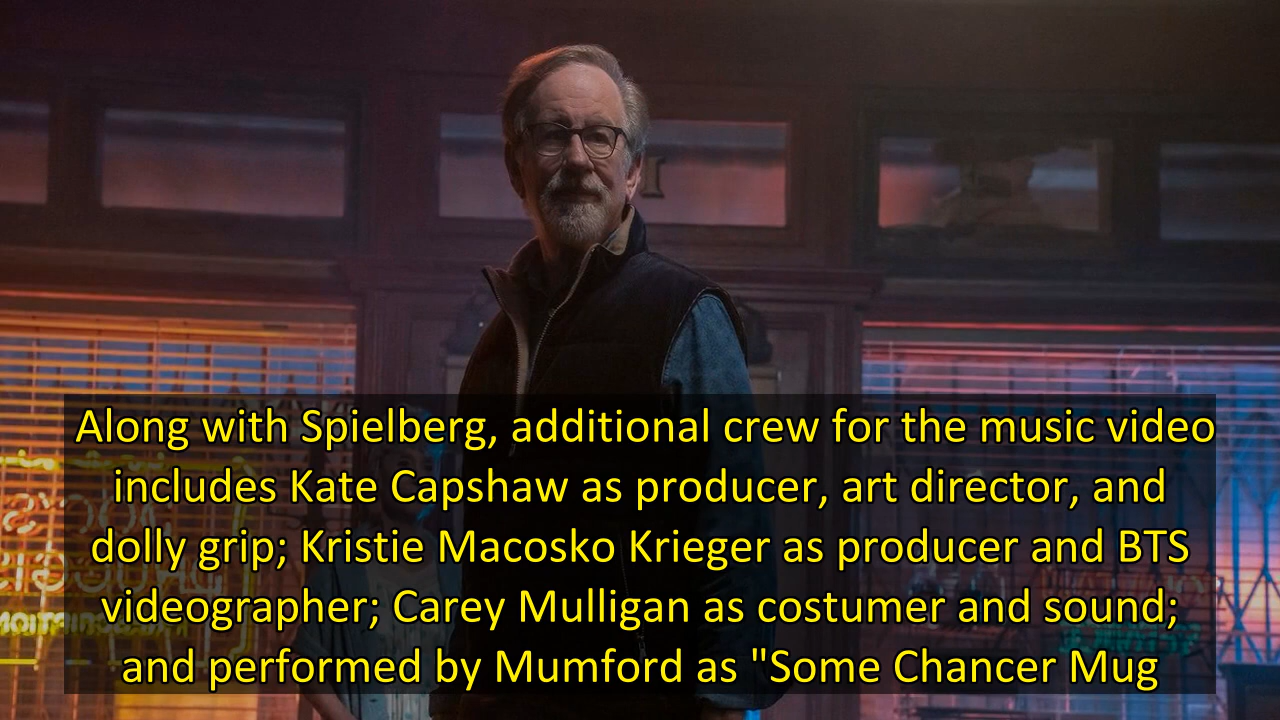 Along with Spielberg, additional crew for the music video
includes Kate Capshaw as producer, art director, and
dolly grip; Kristie Macosko Krieger as producer and BTS
videographer; Carey Mulligan as costumer and sound;
and performed by Mumford as "Some Chancer Mug